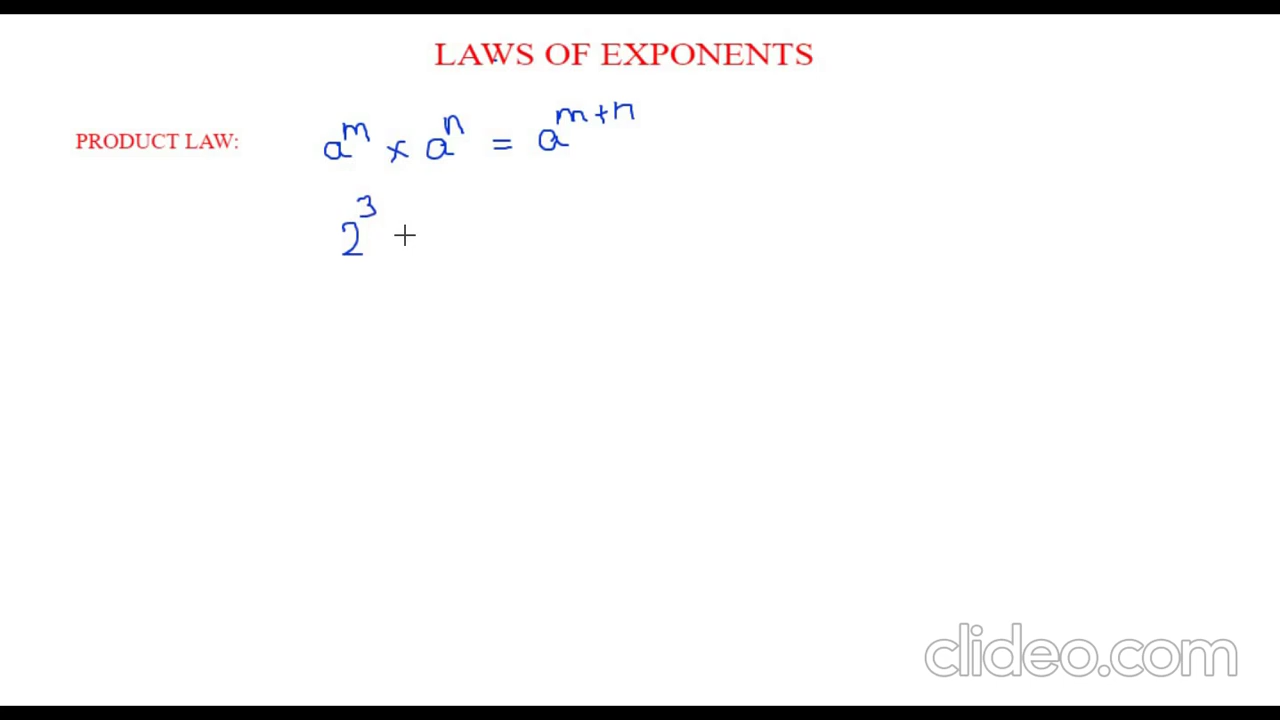 LAWS OF EXPONENTS
PRODUCT LAW: a^m × a^n = a^(m+n)
2^3
clideo.com